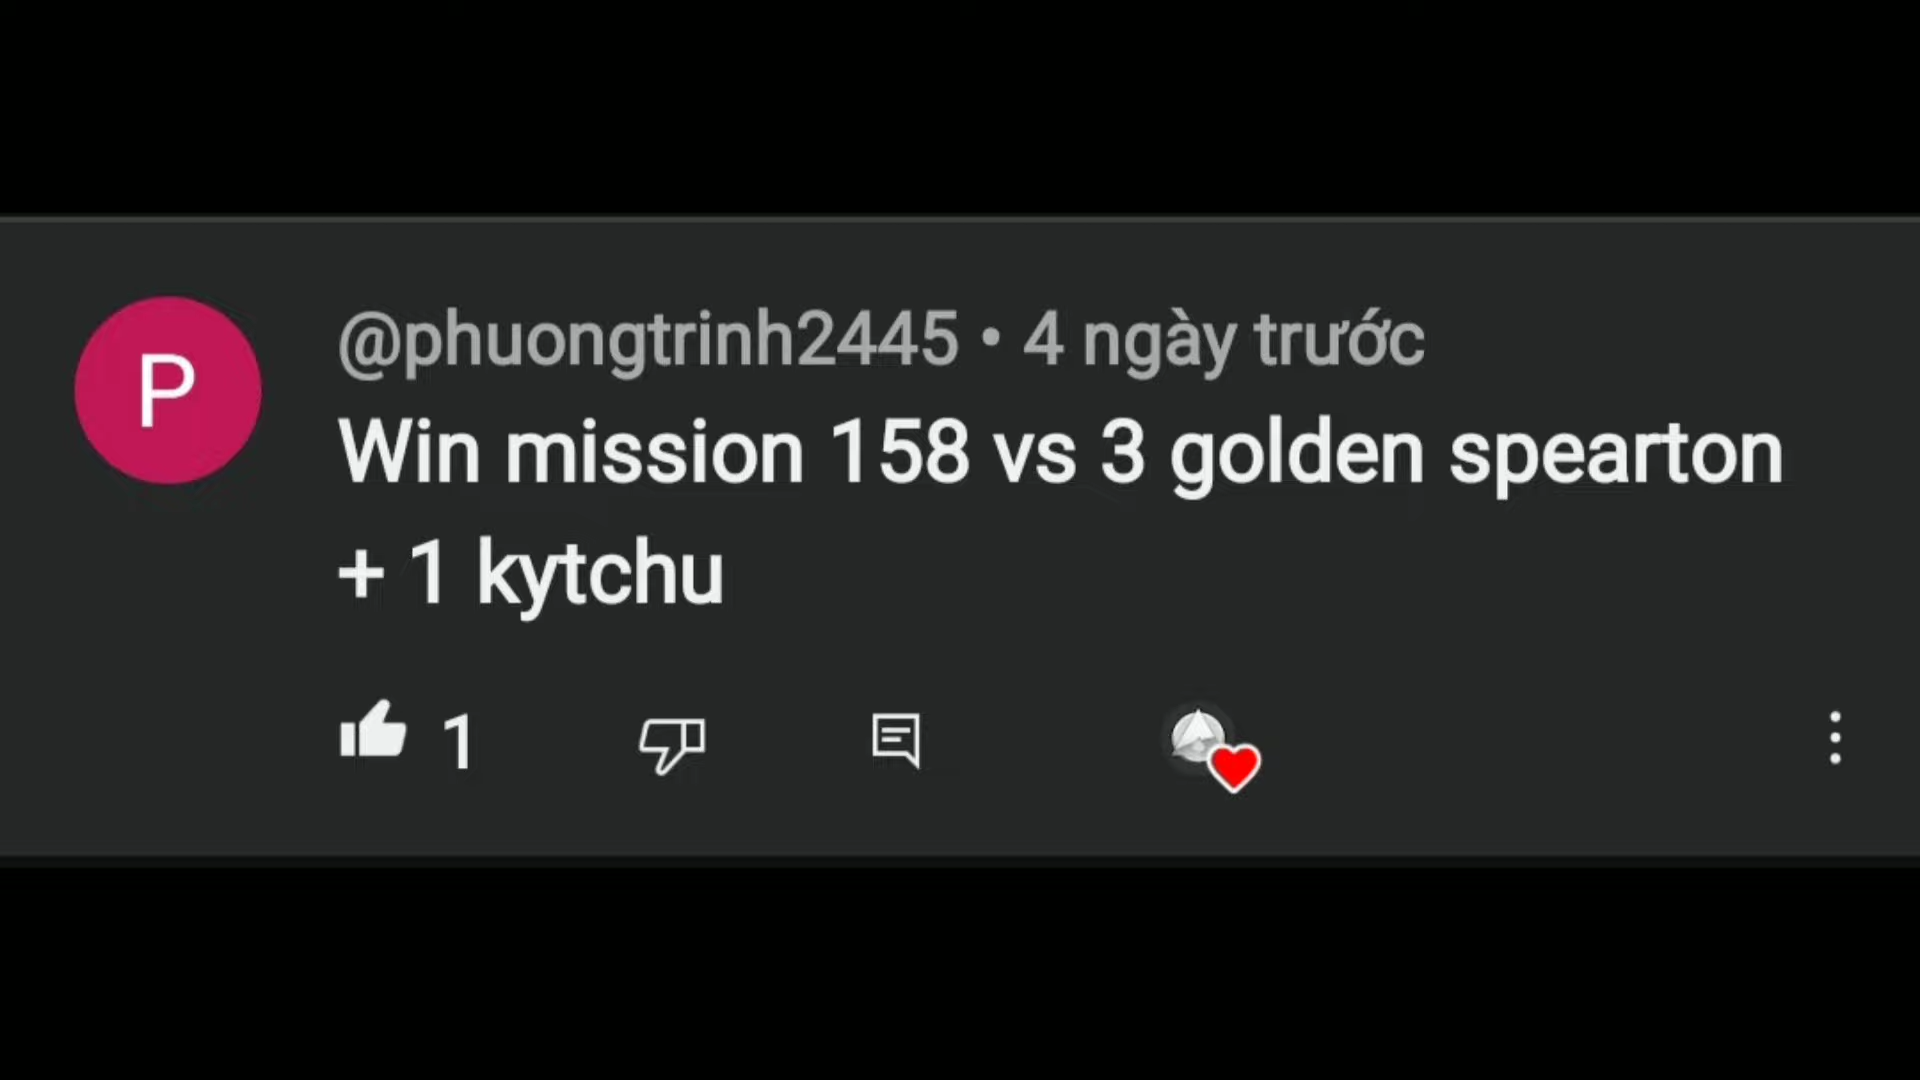 P
@phuongtrinh2445 • 4 ngày trước
Win mission 158 vs 3 golden spearton
+ 1 kytchu
1